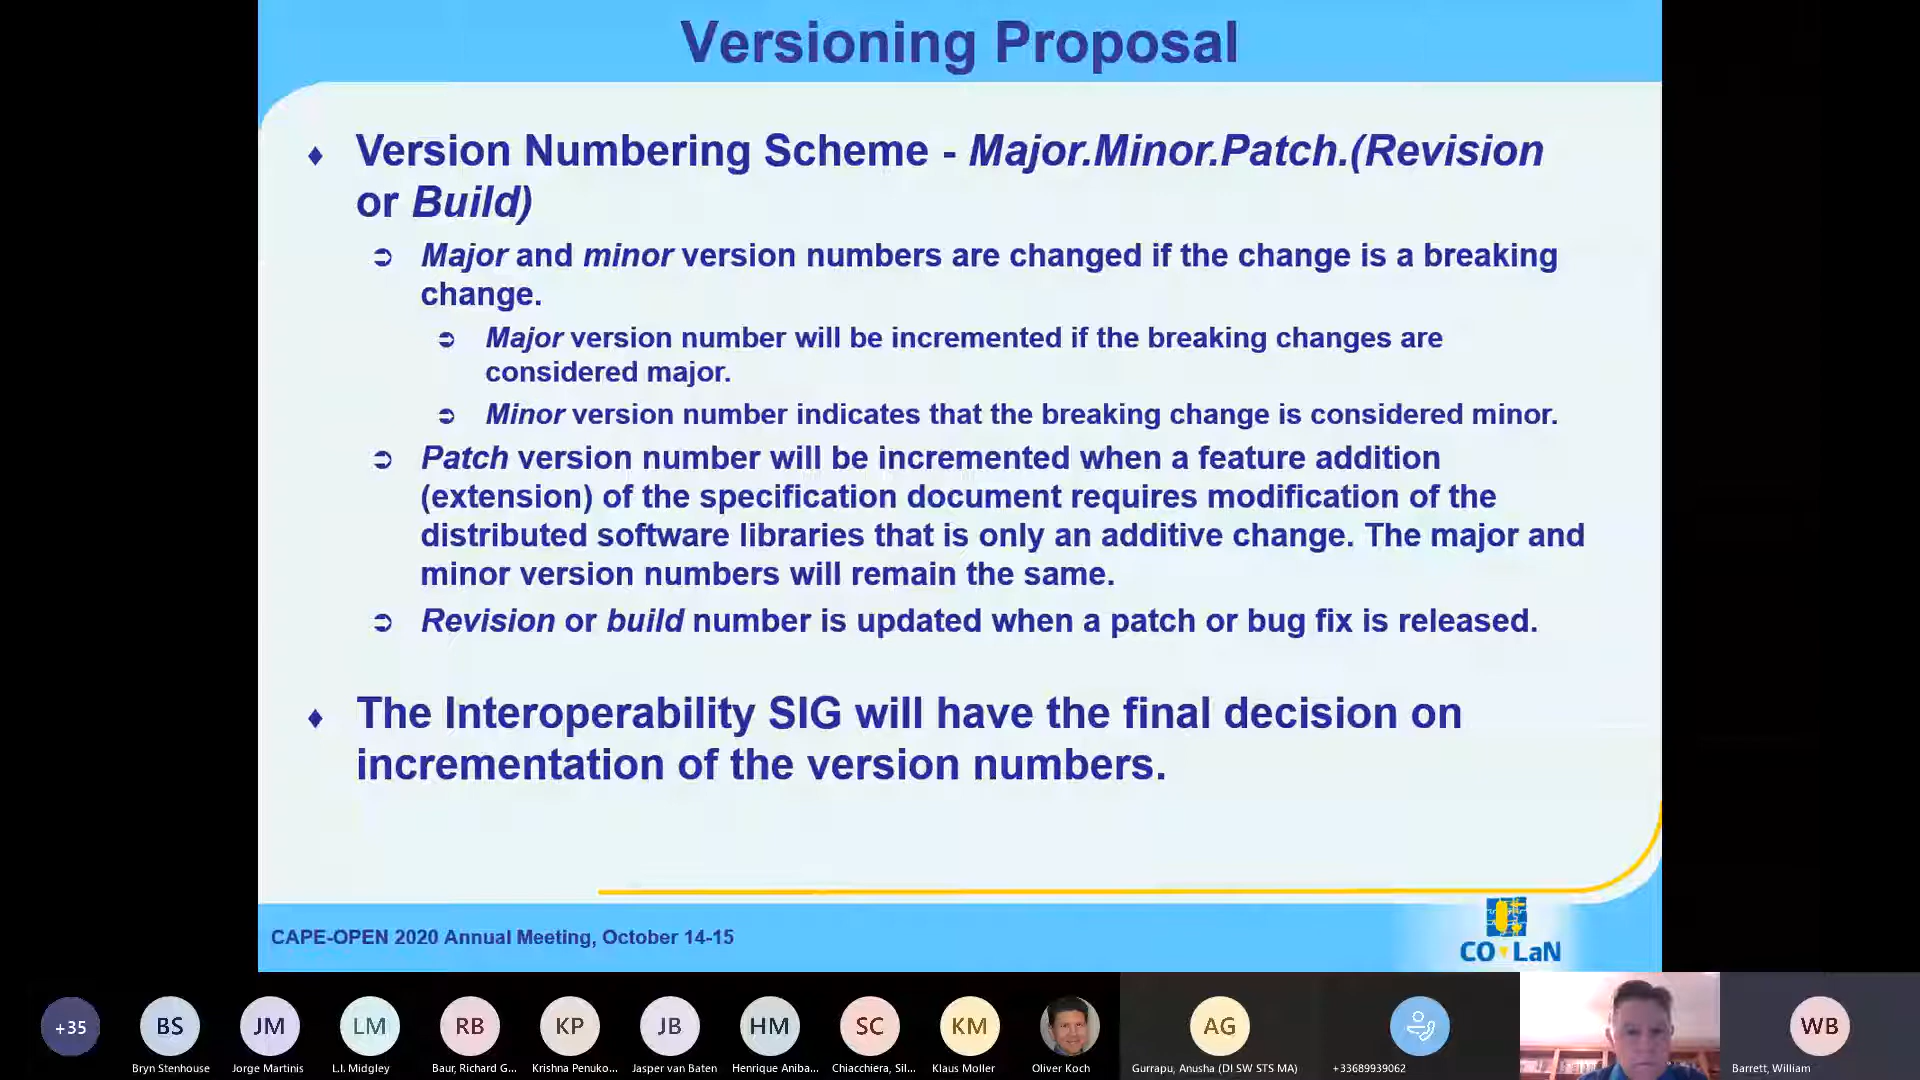 Versioning Proposal
Version Numbering Scheme - Major.Minor.Patch.(Revision
or Build)
Major and minor version numbers are changed if the change is a breaking
change.
Major version number will be incremented if the breaking changes are
considered major.
Minor version number indicates that the breaking change is considered minor.
Patch version number will be incremented when a feature addition
(extension) of the specification document requires modification of the
distributed software libraries that is only an additive change. The major and
minor version numbers will remain the same.
Revision or build number is updated when a patch or bug fix is released.
The Interoperability SIG will have the final decision on
incrementation of the version numbers.
CAPE-OPEN 2020 Annual Meeting, October 14-15
CO LaN
+35
BS
JM
LM
RB
KP
JB
HM
SC
KM
AG
WB
Bryn Stenhouse
Jorge Martinis
L.I. Midgley
Baur, Richard G...
Krishna Penuko...
Jasper van Baten
Henrique Aniba...
Chiacchiera, Sil...
Klaus Moller
Oliver Koch
Gurrapu, Anusha (DI SW STS MA)
+33689939062
Barrett, William